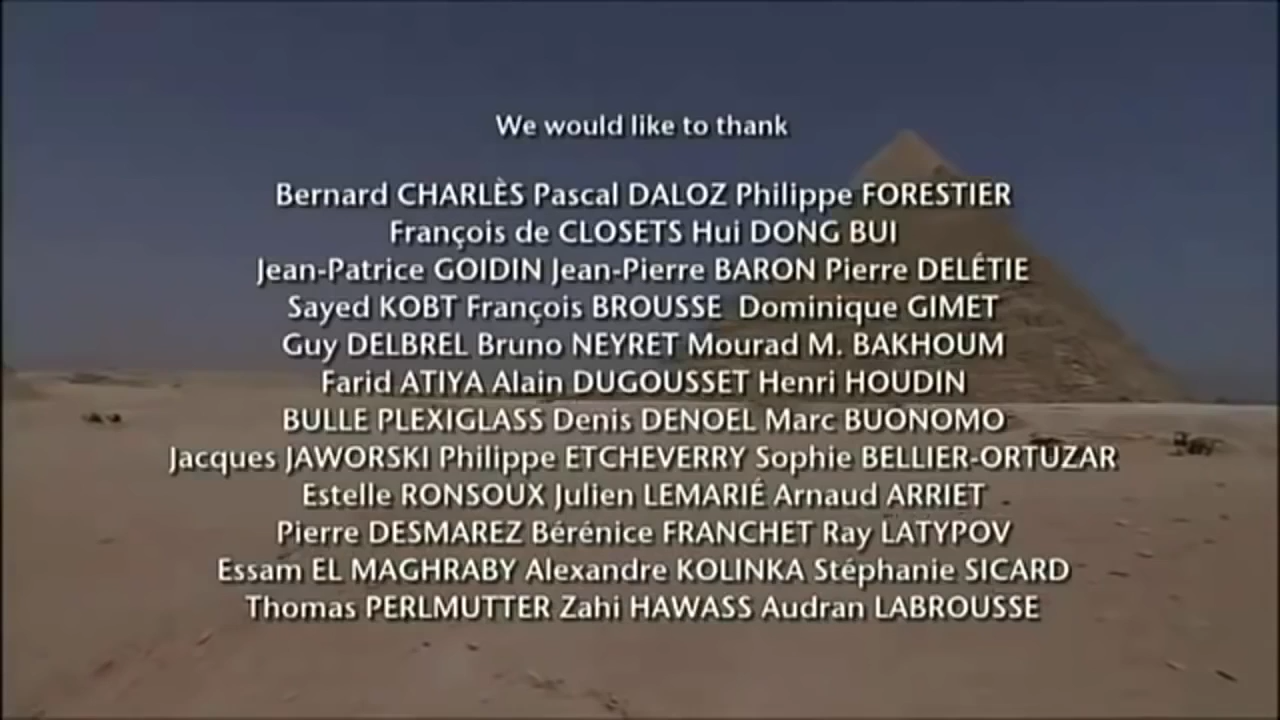 We would like to thank
Bernard CHARLÈS Pascal DALOZ Philippe FORESTIER
François de CLOSETS Hui DONG BUI
Jean-Patrice GOIDIN Jean-Pierre BARON Pierre DELÉTIE
Sayed KOBT François BROUSSE Dominique GIMET
Guy DELBREL Bruno NEYRET Mourad M. BAKHOUM
Farid ATIYA Alain DUGOUSSET Henri HOUDIN
BULLE PLEXIGLASS Denis DENOEL Marc BUONOMO
Jacques JAWORSKI Philippe ETCHEVERRY Sophie BELLIER-ORTUZAR
Estelle RONSOUX Julien LEMARIÉ Arnaud ARRIET
Pierre DESMAREZ Bérénice FRANCHET Ray LATYPOV
Essam EL MAGHRABY Alexandre KOLINKA Stéphanie SICARD
Thomas PERLMUTTER Zahi HAWASS Audran LABROUSSE